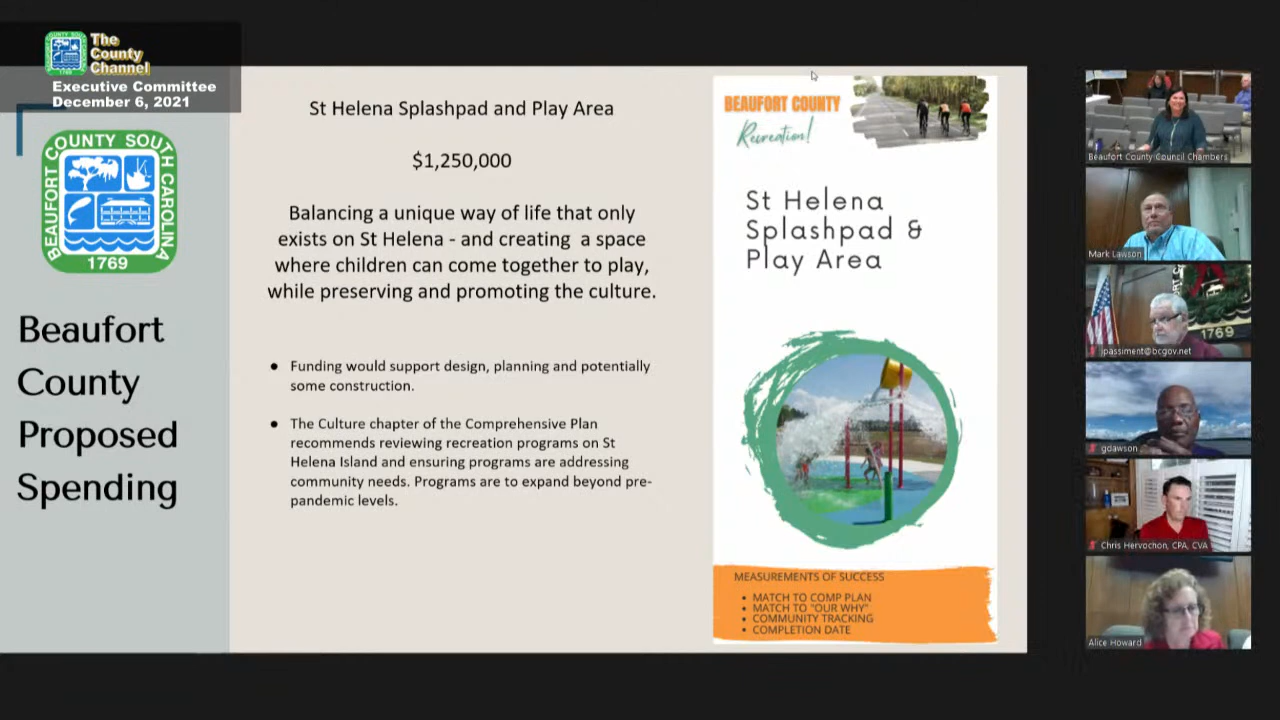 The
County
Channel
Executive Committee
December 6, 2021
BEAUFORT COUNTY SOUTH CAROLINA
1769
Beaufort
County
Proposed
Spending
St Helena Splashpad and Play Area
$1,250,000
Balancing a unique way of life that only
exists on St Helena - and creating a space
where children can come together to play,
while preserving and promoting the culture.
• Funding would support design, planning and potentially
some construction.
• The Culture chapter of the Comprehensive Plan
recommends reviewing recreation programs on St
Helena Island and ensuring programs are addressing
community needs. Programs are to expand beyond pre-
pandemic levels.
BEAUFORT COUNTY
Recreation!
St Helena
Splashpad &
Play Area
MEASUREMENTS OF SUCCESS
• MATCH TO COMP PLAN
• MATCH TO "OUR WHY"
• COMMUNITY TRACKING
• COMPLETION DATE
Beaufort County Council Chambers
Mark Lawson
1769
jpassiment@bcgov.net
gdawson
Chris Hervochon, CPA, CVA
Alice Howard